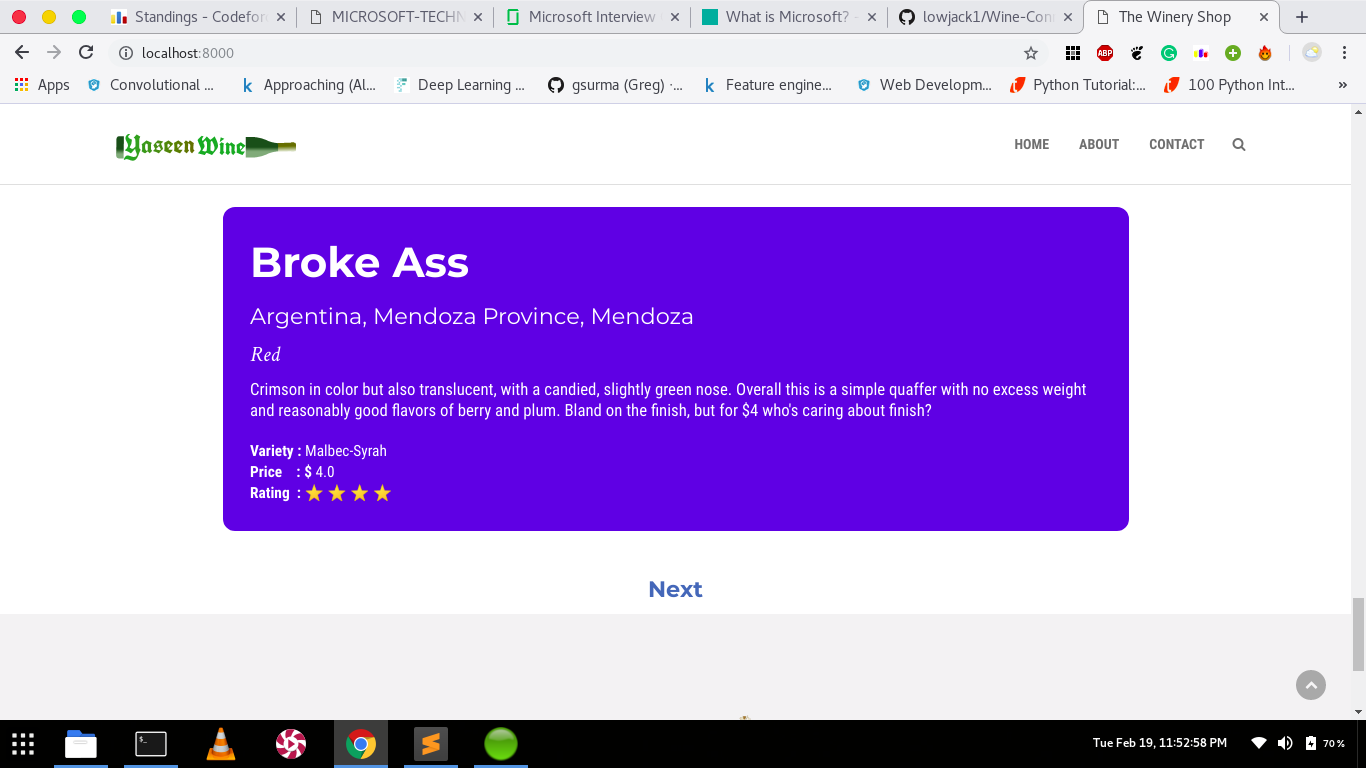 Standings - Codefor
MICROSOFT-TECHN
Microsoft Interview
What is Microsoft? -
lowjack1/Wine-Con
The Winery Shop
localhost:8000
ABP
Apps
Convolutional ...
Approaching (Al...
Deep Learning ...
gsurma (Greg) ·...
Feature engine...
Web Developm...
Python Tutorial:...
100 Python Int...
»
Yaseen Wine
HOME
ABOUT
CONTACT
Broke Ass
Argentina, Mendoza Province, Mendoza
Red
Crimson in color but also translucent, with a candied, slightly green nose. Overall this is a simple quaffer with no excess weight
and reasonably good flavors of berry and plum. Bland on the finish, but for $4 who's caring about finish?
Variety : Malbec-Syrah
Price : $ 4.0
Rating :
Next
Tue Feb 19, 11:52:58 PM
70 %